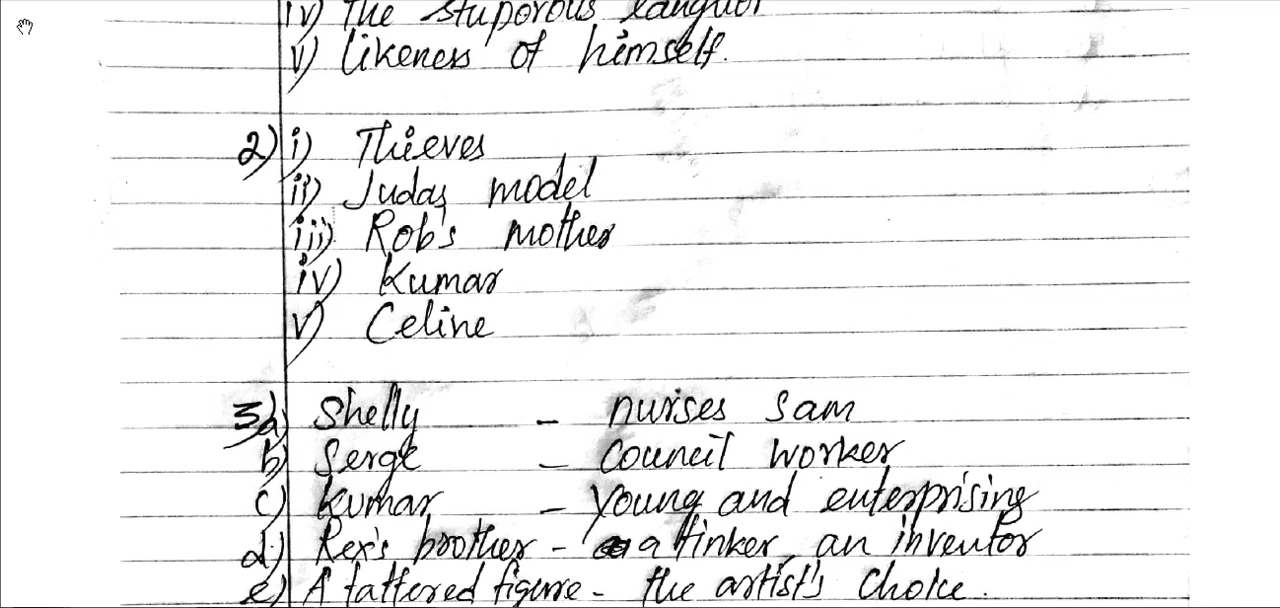 iv) The stuporous languor
v) likeness of himself.
2) i) Thieves
ii) Judas model
iii) Rob's mother
iv) Kumar
v) Celine
3) a) Shelly - nurses Sam
b) Serge - Council worker
c) Kumar - Young and enterprising
d) Rex's brother - a tinker, an inventor
e) A tattered figure - the artist's choice.